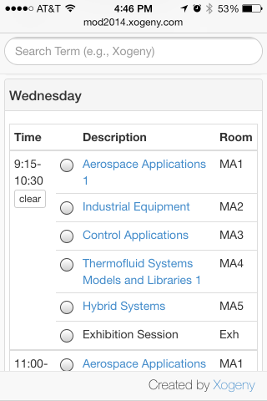 AT&T 4:46 PM 53%
mod2014.xogeny.com
Search Term (e.g., Xogeny)
Wednesday
Time Description Room
9:15- Aerospace Applications MA1
10:30 1
clear Industrial Equipment MA2
Control Applications MA3
Thermofluid Systems MA4
Models and Libraries 1
Hybrid Systems MA5
Exhibition Session Exh
11:00- Aerospace Applications MA1
Created by Xogeny